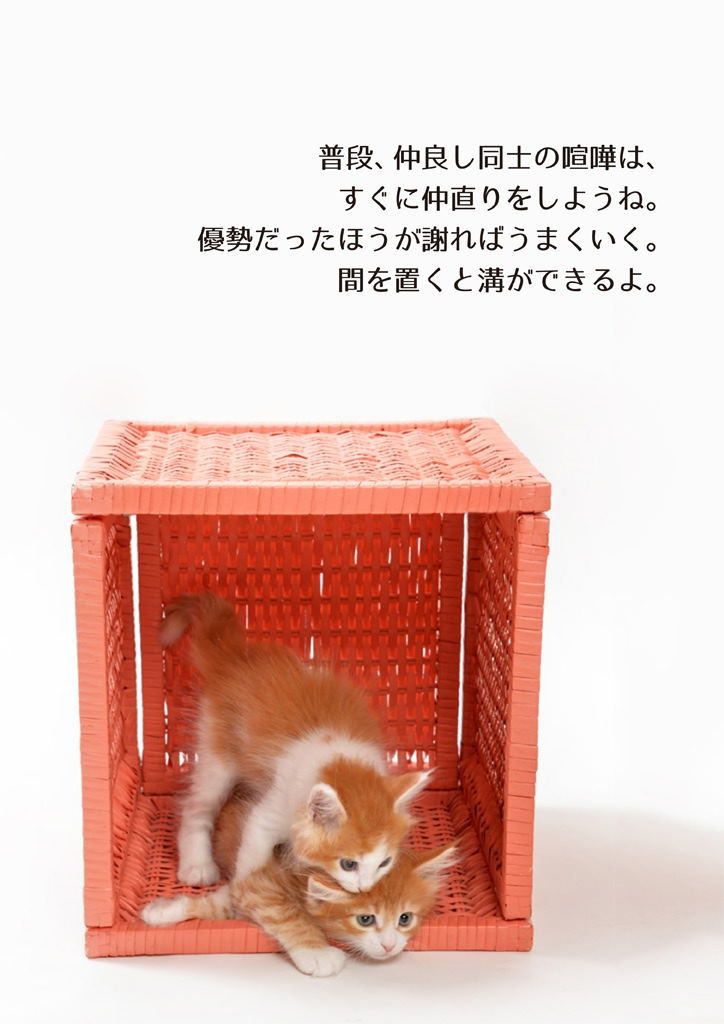 普段、仲良し同士の喧嘩は、
すぐに仲直りをしようね。
優勢だったほうが謝ればうまくいく。
間を置くと溝ができるよ。